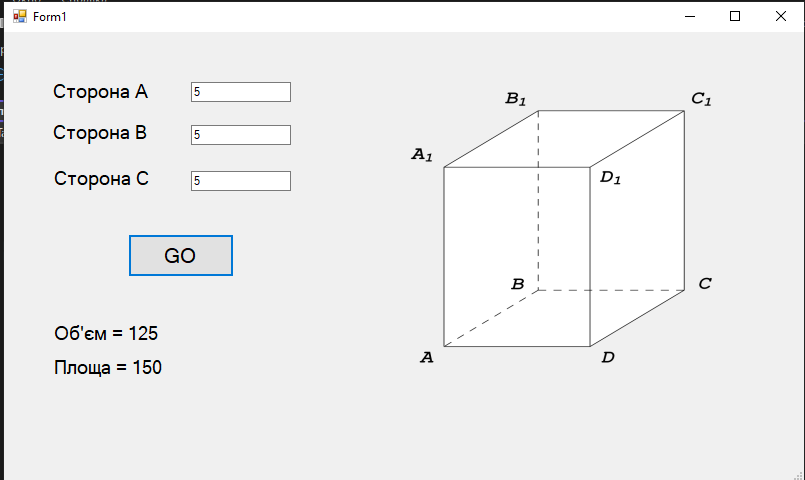 Form1
Сторона А
5
Сторона В
5
Сторона С
5
GO
Об'єм = 125
Площа = 150
B₁
C₁
A₁
D₁
B
C
A
D